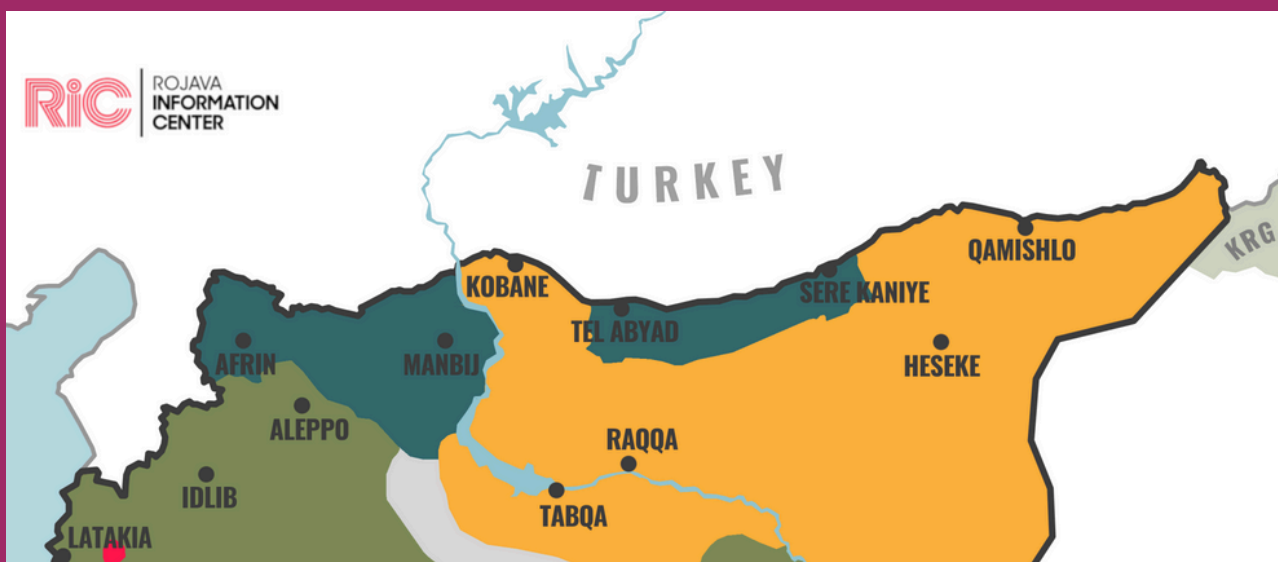 RiC
ROJAVA
INFORMATION
CENTER
TURKEY
KRG
QAMISHLO
KOBANE
SERE KANIYE
TEL ABYAD
AFRIN
MANBIJ
HESEKE
ALEPPO
RAQQA
IDLIB
TABQA
LATAKIA